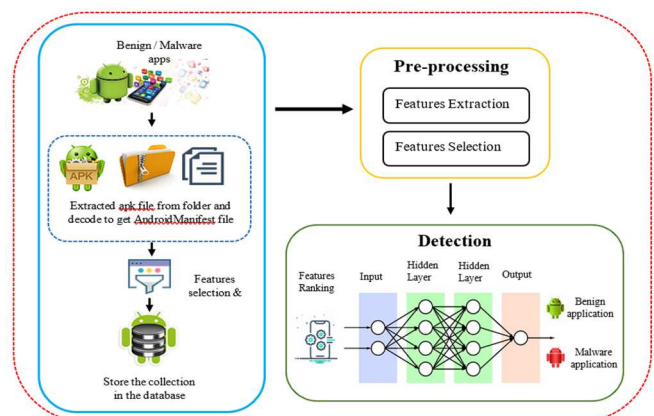 Benign / Malware
apps
APK
Extracted apk file from folder and
decode to get AndroidManifest file
Features
selection &
Store the collection
in the database
Pre-processing
Features Extraction
Features Selection
Detection
Features
Ranking
Input
Hidden
Layer
Hidden
Layer
Output
Benign
application
Malware
application